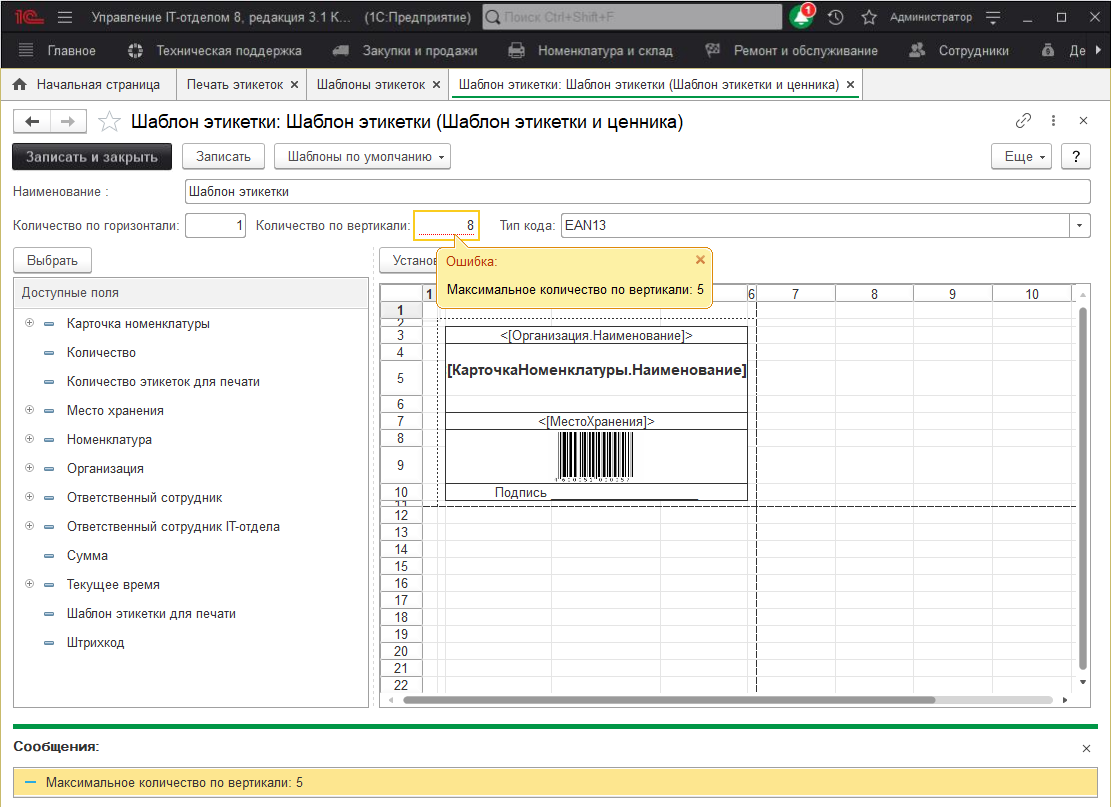 1С Управление IT-отделом 8, редакция 3.1 К... (1С:Предприятие) Поиск Ctrl+Shift+F 1 Администратор
Главное Техническая поддержка Закупки и продажи Номенклатура и склад Ремонт и обслуживание Сотрудники Де
Начальная страница Печать этикеток × Шаблоны этикеток × Шаблон этикетки: Шаблон этикетки (Шаблон этикетки и ценника) ×
Шаблон этикетки: Шаблон этикетки (Шаблон этикетки и ценника)
Записать и закрыть Записать Шаблоны по умолчанию Еще ?
Наименование : Шаблон этикетки
Количество по горизонтали: 1 Количество по вертикали: 8 Тип кода: EAN13
Выбрать Установ
Ошибка:
Максимальное количество по вертикали: 5
Доступные поля
Карточка номенклатуры
Количество
Количество этикеток для печати
Место хранения
Номенклатура
Организация
Ответственный сотрудник
Ответственный сотрудник IT-отдела
Сумма
Текущее время
Шаблон этикетки для печати
Штрихкод
1 6 7 8 9 10
1
2
3 <[Организация.Наименование]>
4
5 [КарточкаНоменклатуры.Наименование]
6
7 <[МестоХранения]>
8
9
10 Подпись
11
12
13
14
15
16
17
18
19
20
21
22
Сообщения:
Максимальное количество по вертикали: 5